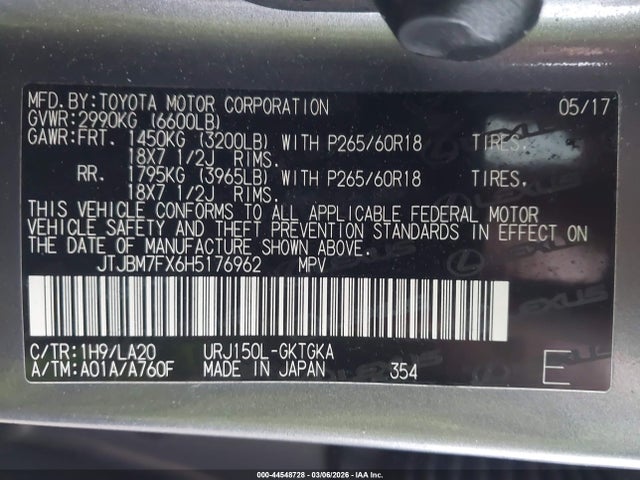 MFD.BY:TOYOTA MOTOR CORPORATION 05/17
GVWR:2990KG (6600LB)
GAWR:FRT. 1450KG (3200LB) WITH P265/60R18 TIRES,
18X7 1/2J RIMS.
RR. 1795KG (3965LB) WITH P265/60R18 TIRES,
18X7 1/2J RIMS.
THIS VEHICLE CONFORMS TO ALL APPLICABLE FEDERAL MOTOR
VEHICLE SAFETY AND THEFT PREVENTION STANDARDS IN EFFECT ON
THE DATE OF MANUFACTURE SHOWN ABOVE.
JTJBM7FX6H5176962 MPV
LEXUS
C/TR:1H9/LA20 URJ150L-GKTGKA
A/TM:A01A/A760F MADE IN JAPAN 354 E
000-44548728 - 03/06/2026 - IAA Inc.